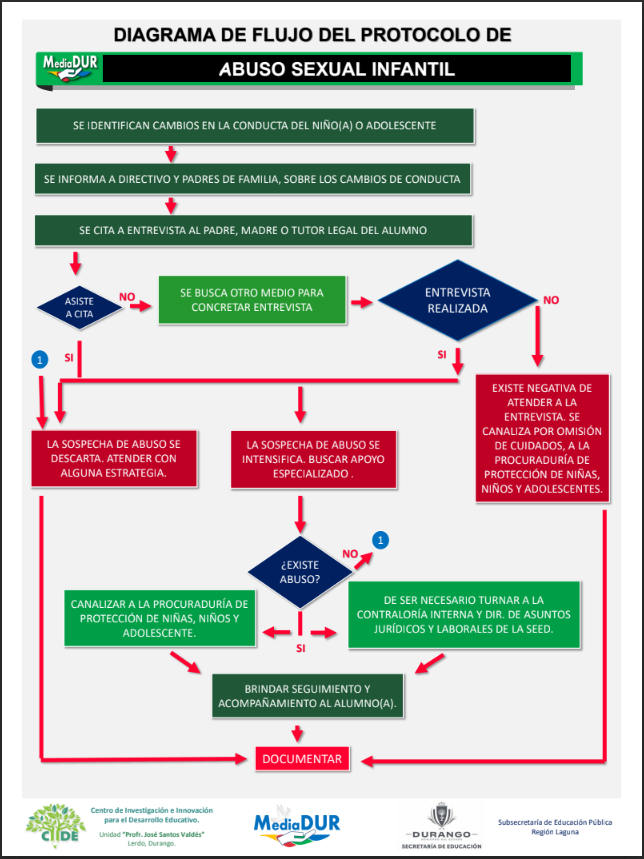 DIAGRAMA DE FLUJO DEL PROTOCOLO DE
MediaDUR
ABUSO SEXUAL INFANTIL
SE IDENTIFICAN CAMBIOS EN LA CONDUCTA DEL NIÑO(A) O ADOLESCENTE
SE INFORMA A DIRECTIVO Y PADRES DE FAMILIA, SOBRE LOS CAMBIOS DE CONDUCTA
SE CITA A ENTREVISTA AL PADRE, MADRE O TUTOR LEGAL DEL ALUMNO
ASISTE
A CITA
NO
SE BUSCA OTRO MEDIO PARA
CONCRETAR ENTREVISTA
ENTREVISTA
REALIZADA
NO
1
SI
SI
EXISTE NEGATIVA DE
ATENDER A LA
ENTREVISTA. SE
CANALIZA POR OMISIÓN
DE CUIDADOS, A LA
PROCURADURÍA DE
PROTECCIÓN DE NIÑAS,
NIÑOS Y ADOLESCENTES.
LA SOSPECHA DE ABUSO SE
DESCARTA. ATENDER CON
ALGUNA ESTRATEGIA.
LA SOSPECHA DE ABUSO SE
INTENSIFICA. BUSCAR APOYO
ESPECIALIZADO .
¿EXISTE
ABUSO?
NO
1
CANALIZAR A LA PROCURADURÍA DE
PROTECCIÓN DE NIÑAS, NIÑOS Y
ADOLESCENTE.
SI
DE SER NECESARIO TURNAR A LA
CONTRALORÍA INTERNA Y DIR. DE ASUNTOS
JURÍDICOS Y LABORALES DE LA SEED.
BRINDAR SEGUIMIENTO Y
ACOMPAÑAMIENTO AL ALUMNO(A).
DOCUMENTAR
CIIDE
Centro de Investigación e Innovación
para el Desarrollo Educativo.
Unidad "Profr. José Santos Valdés"
Lerdo, Durango.
MediaDUR
DURANGO
SECRETARÍA DE EDUCACIÓN
Subsecretaría de Educación Pública
Región Laguna